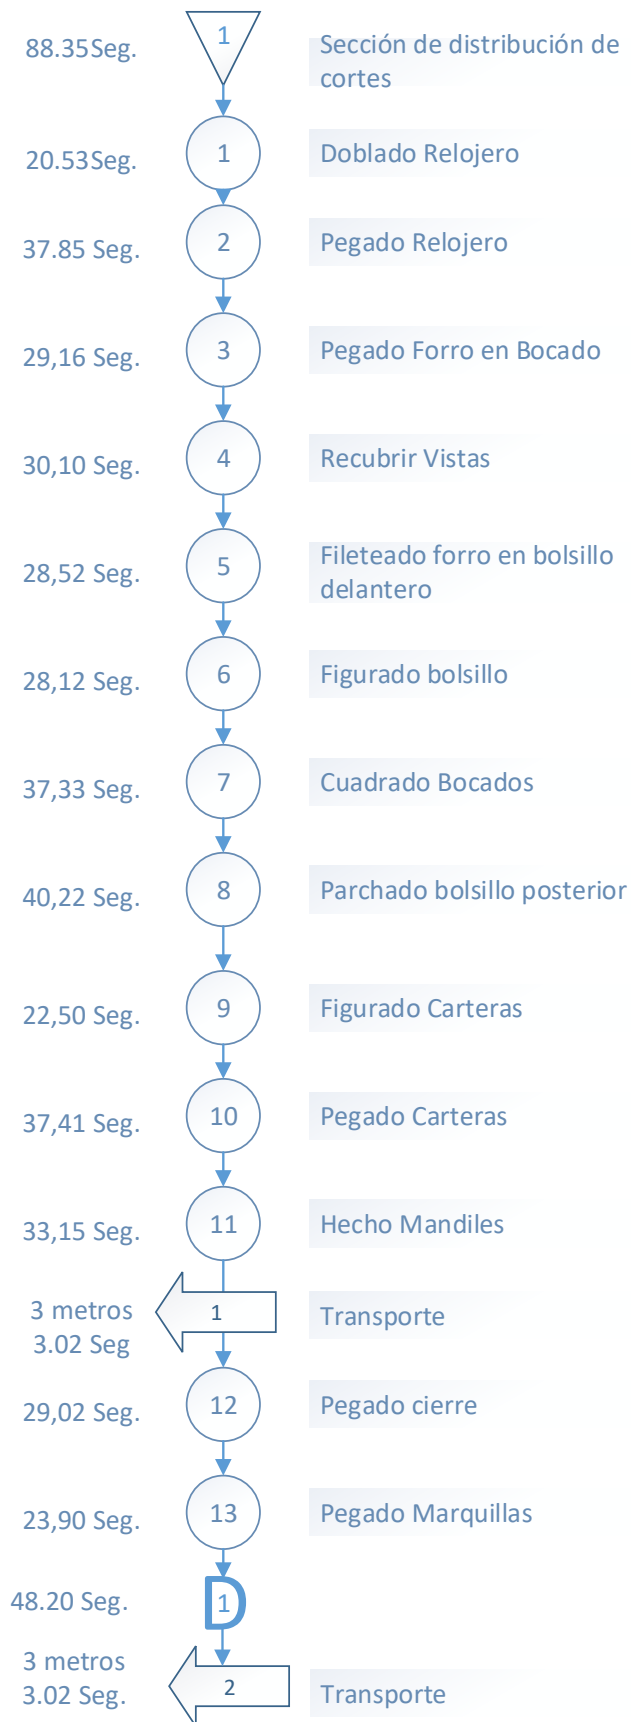 88.35Seg.
1
Sección de distribución de
cortes
20.53Seg.
1
Doblado Relojero
37.85 Seg.
2
Pegado Relojero
29,16 Seg.
3
Pegado Forro en Bocado
30,10 Seg.
4
Recubrir Vistas
28,52 Seg.
5
Fileteado forro en bolsillo
delantero
28,12 Seg.
6
Figurado bolsillo
37,33 Seg.
7
Cuadrado Bocados
40,22 Seg.
8
Parchado bolsillo posterior
22,50 Seg.
9
Figurado Carteras
37,41 Seg.
10
Pegado Carteras
33,15 Seg.
11
Hecho Mandiles
3 metros
3.02 Seg
1
Transporte
29,02 Seg.
12
Pegado cierre
23,90 Seg.
13
Pegado Marquillas
48.20 Seg.
1
3 metros
3.02 Seg.
2
Transporte